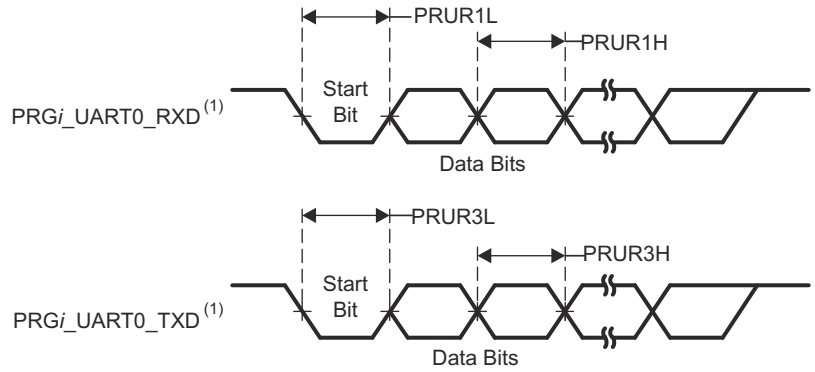 PRUR1L
PRUR1H
Start
Bit
PRGi_UART0_RXD (1)
Data Bits
PRUR3L
PRUR3H
Start
Bit
PRGi_UART0_TXD (1)
Data Bits